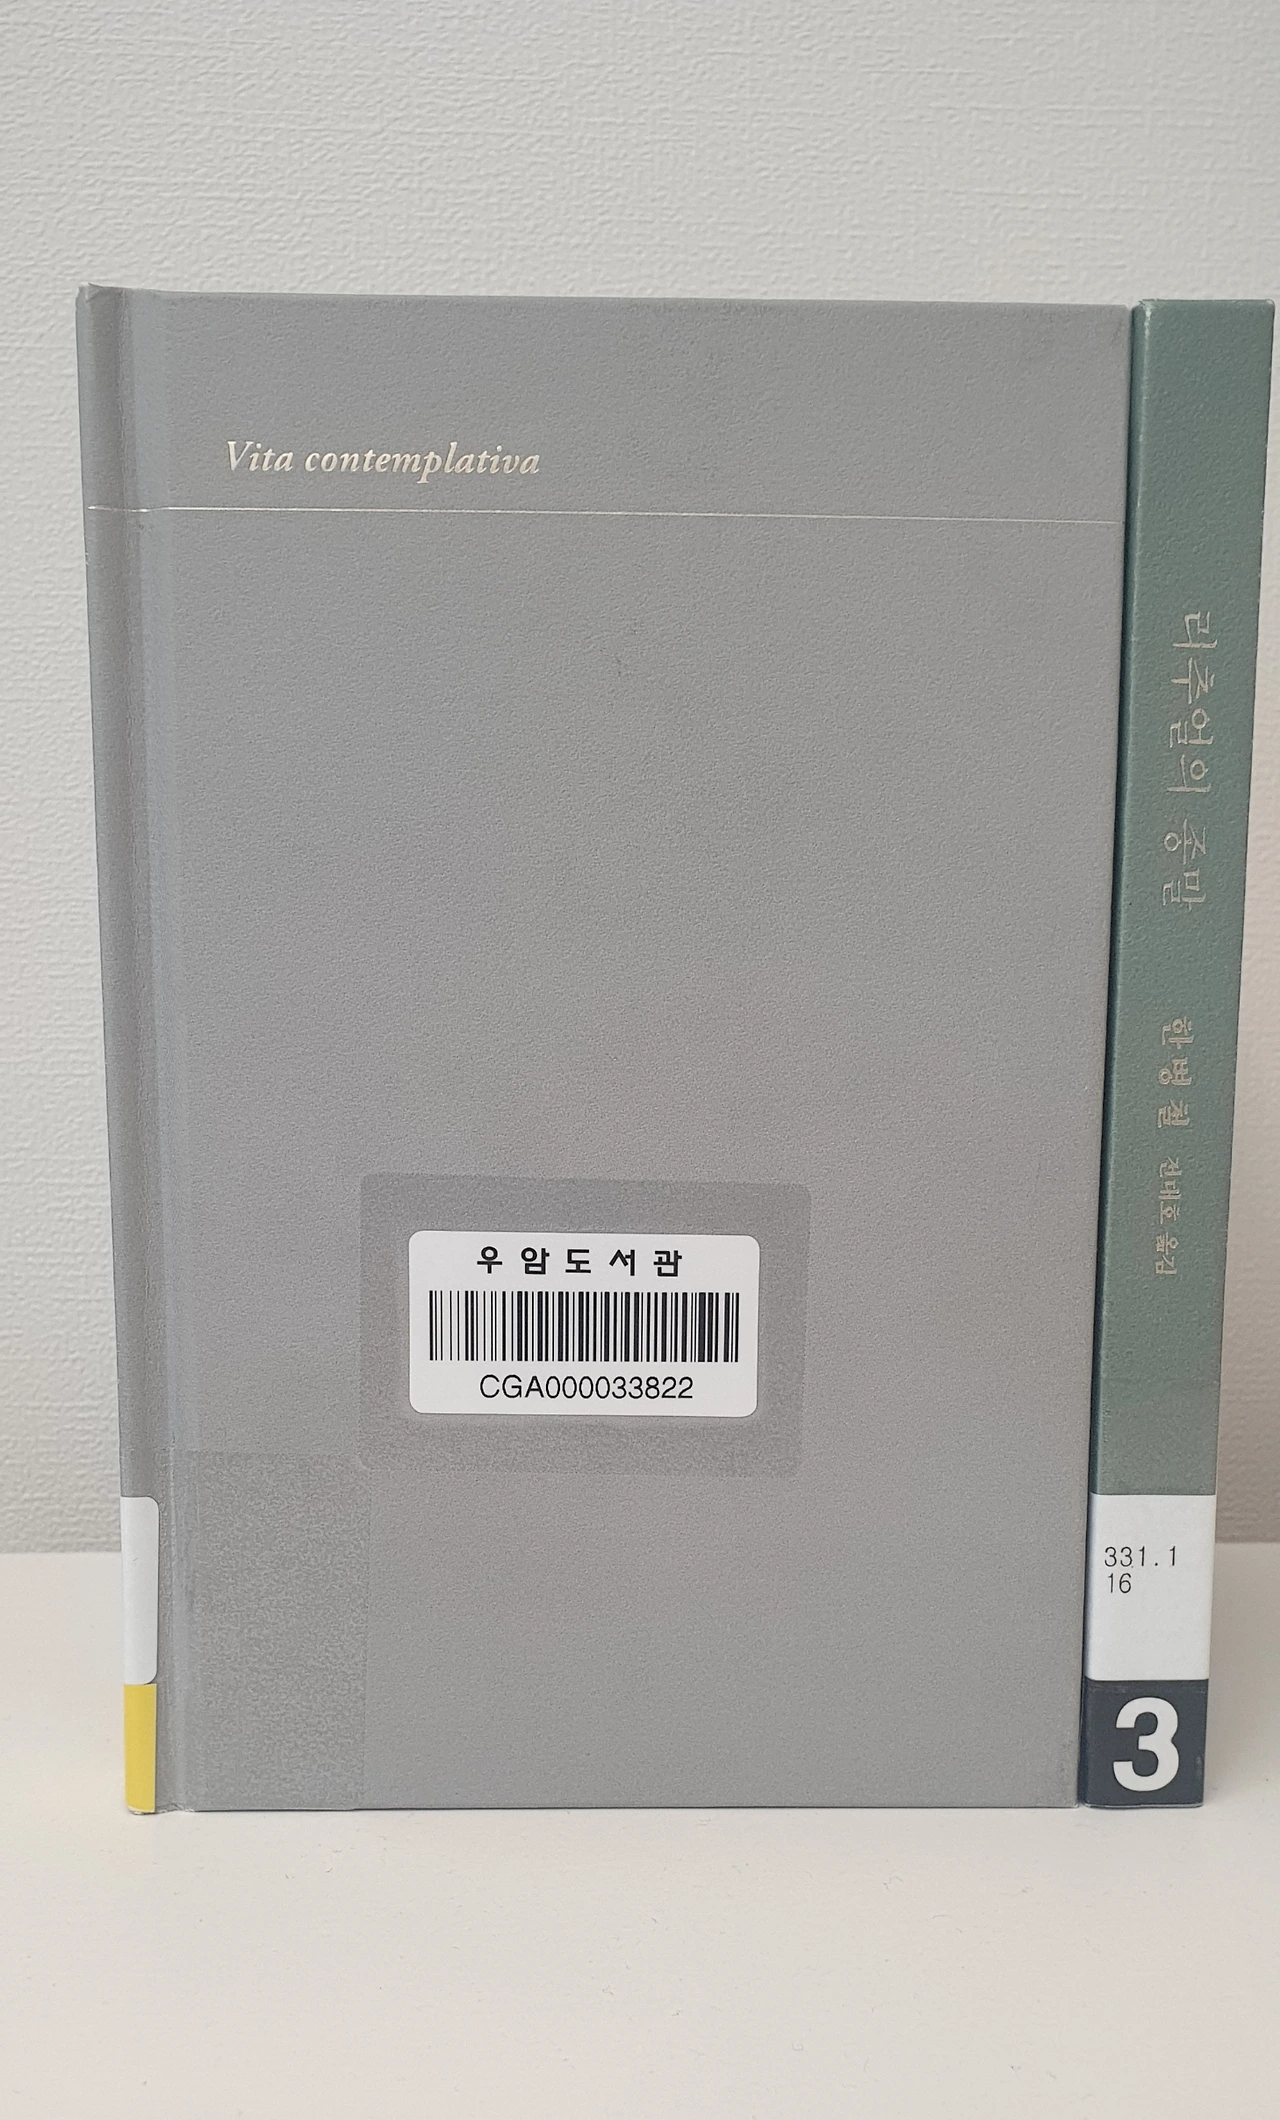 Vita contemplativa
우암도서관
CGA000033822
리추얼의 종말 한병철 전대호 옮김
331.1
16
3